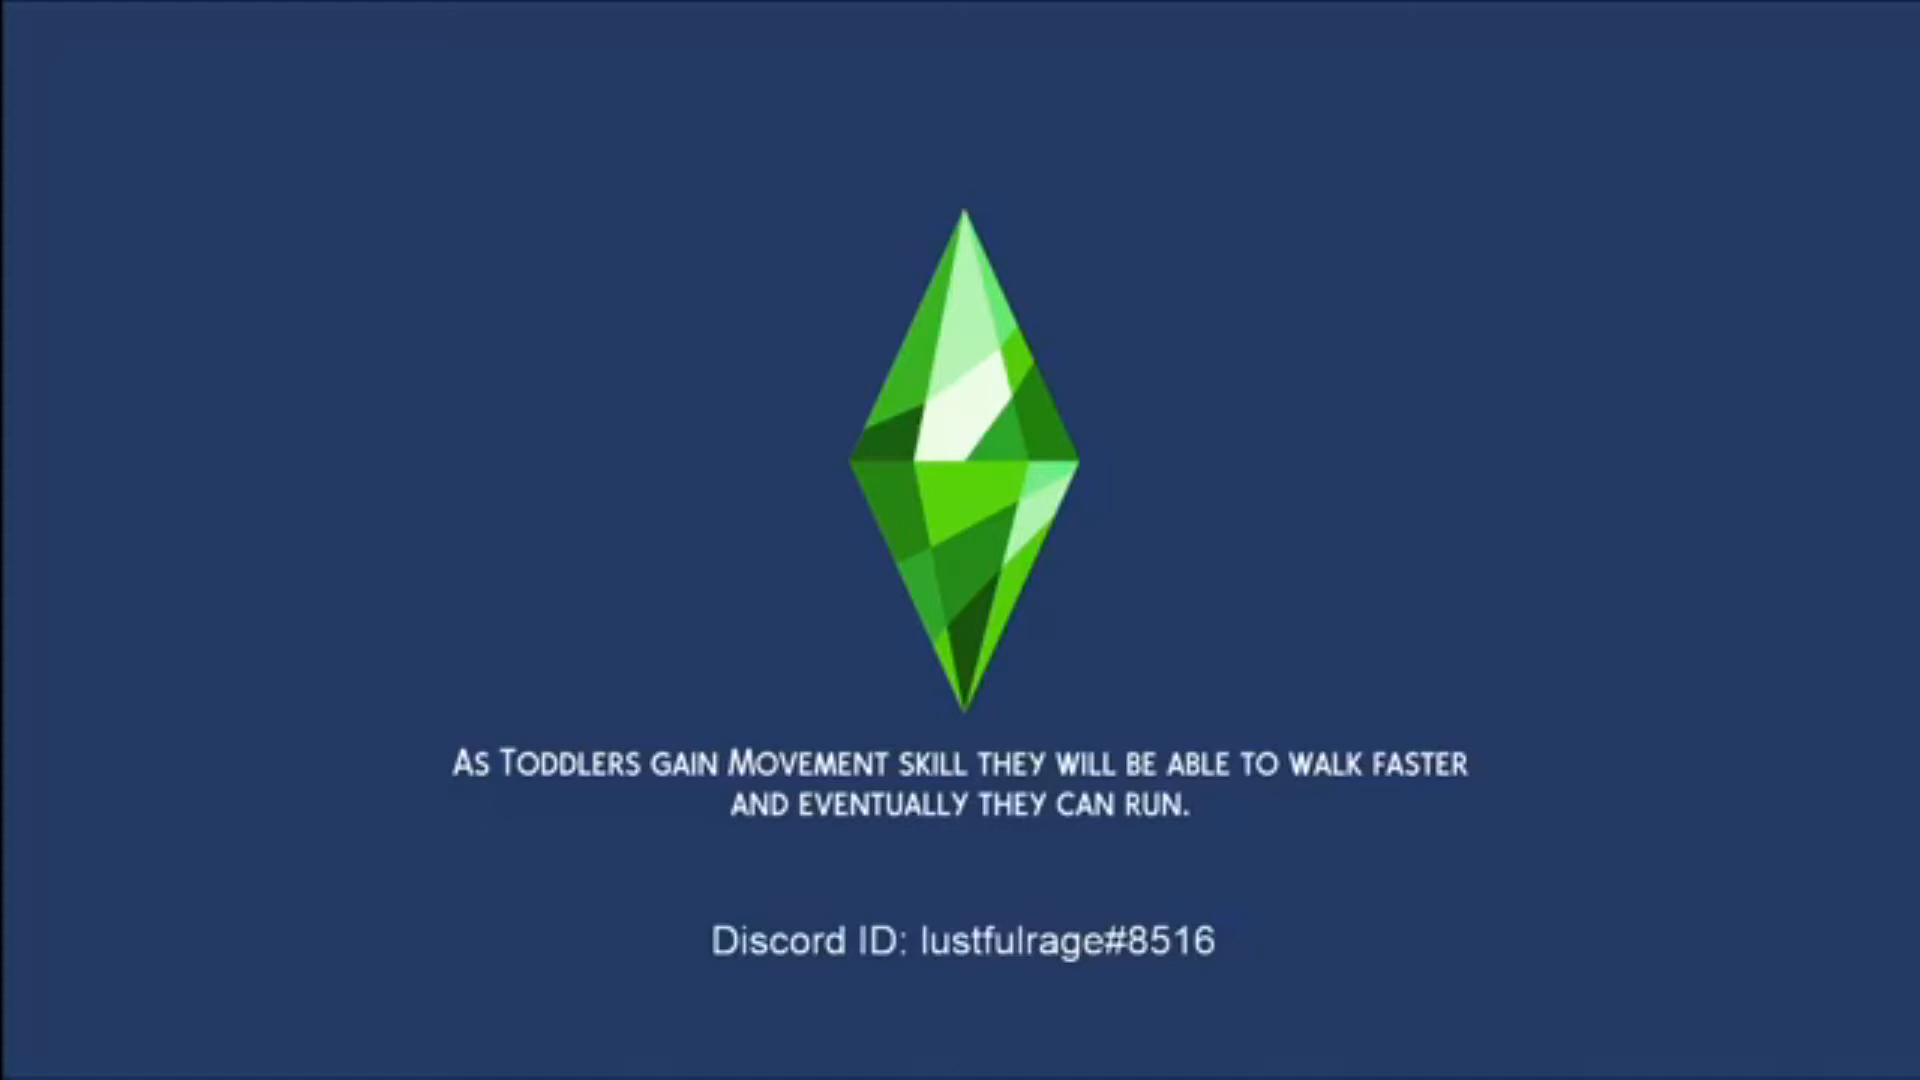 As Toddlers gain Movement skill they will be able to walk faster
and eventually they can run.
Discord ID: lustfulrage#8516